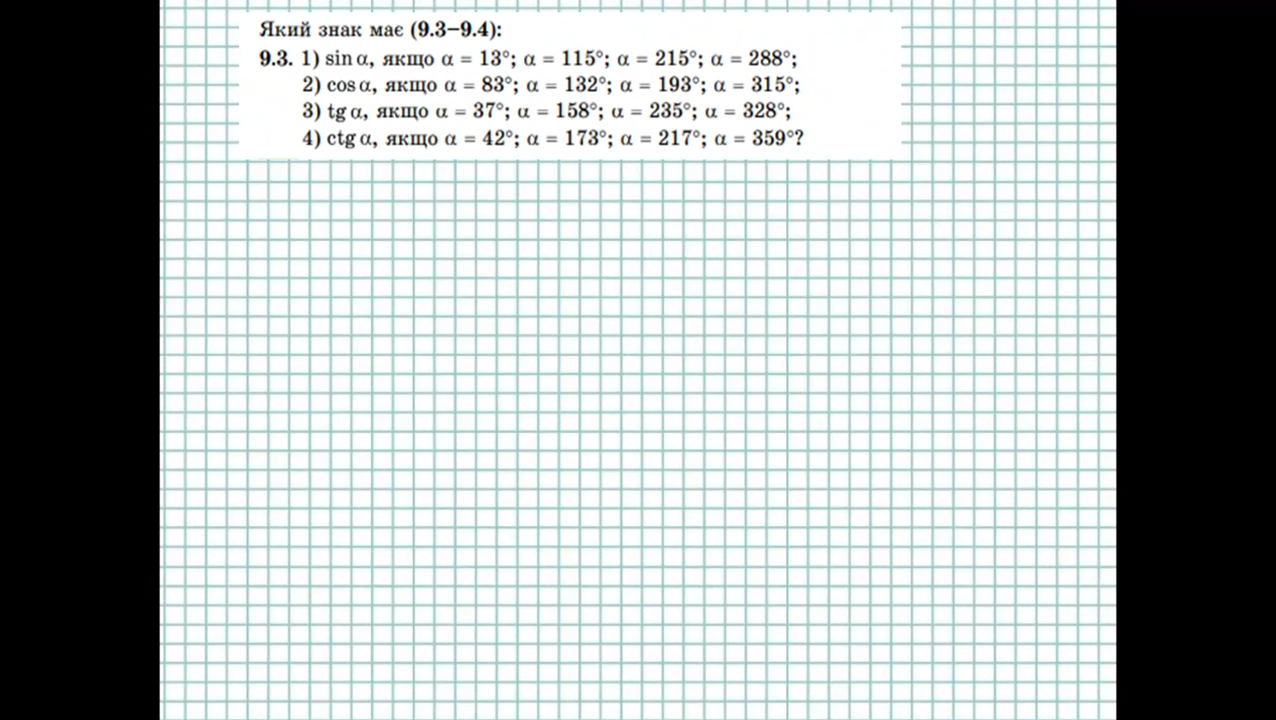 Який знак має (9.3–9.4):
9.3. 1) sin α, якщо α = 13°; α = 115°; α = 215°; α = 288°;
2) cos α, якщо α = 83°; α = 132°; α = 193°; α = 315°;
3) tg α, якщо α = 37°; α = 158°; α = 235°; α = 328°;
4) ctg α, якщо α = 42°; α = 173°; α = 217°; α = 359°?